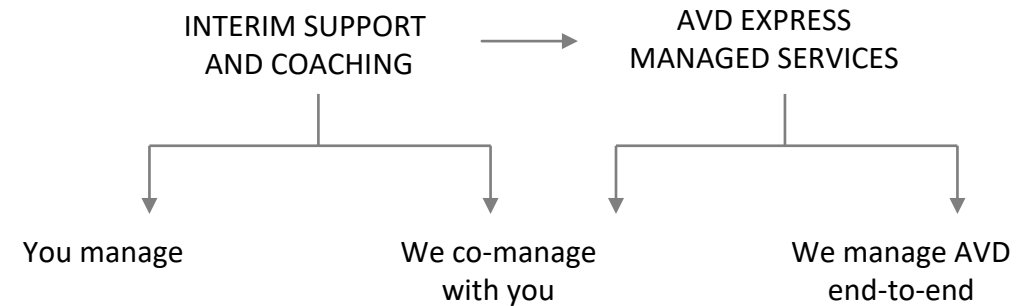 INTERIM SUPPORT
AND COACHING
AVD EXPRESS
MANAGED SERVICES
You manage
We co-manage
with you
We manage AVD
end-to-end